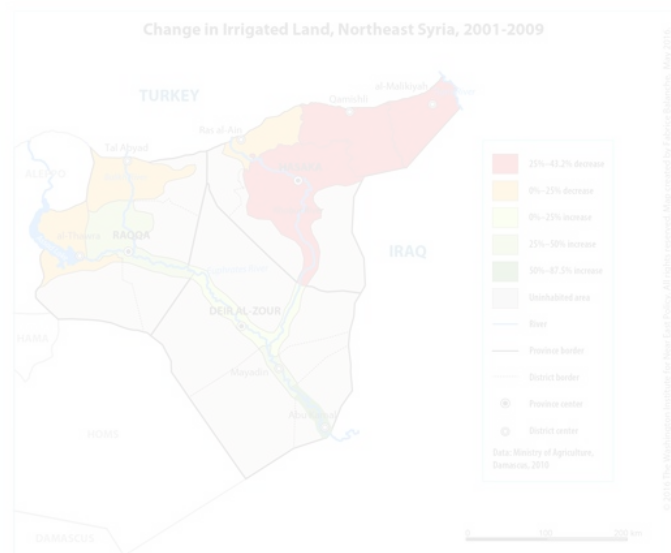 Change in Irrigated Land, Northeast Syria, 2001-2009
al-Malikiyah
TURKEY
Qamishli
Ras al-Ain
Tal Abyad
ALEPPO
HASAKA
RAQQA
al-Thawra
IRAQ
Euphrates River
DEIR AL-ZOUR
HAMA
Mayadin
HOMS
DAMASCUS
25%–43.2% decrease
0%–25% decrease
0%–25% increase
25%–50% increase
50%–87.5% increase
Uninhabited area
River
Province border
District border
Province center
District center
Data: Ministry of Agriculture,
Damascus, 2010
0 100 200 km